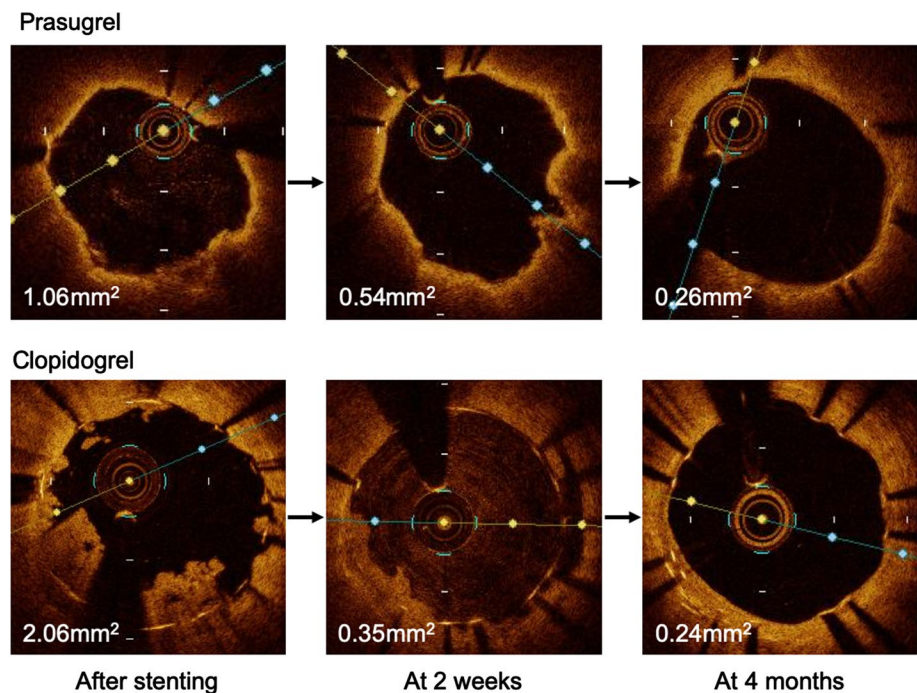 Prasugrel
1.06mm²
0.54mm²
0.26mm²
Clopidogrel
2.06mm²
0.35mm²
0.24mm²
After stenting
At 2 weeks
At 4 months